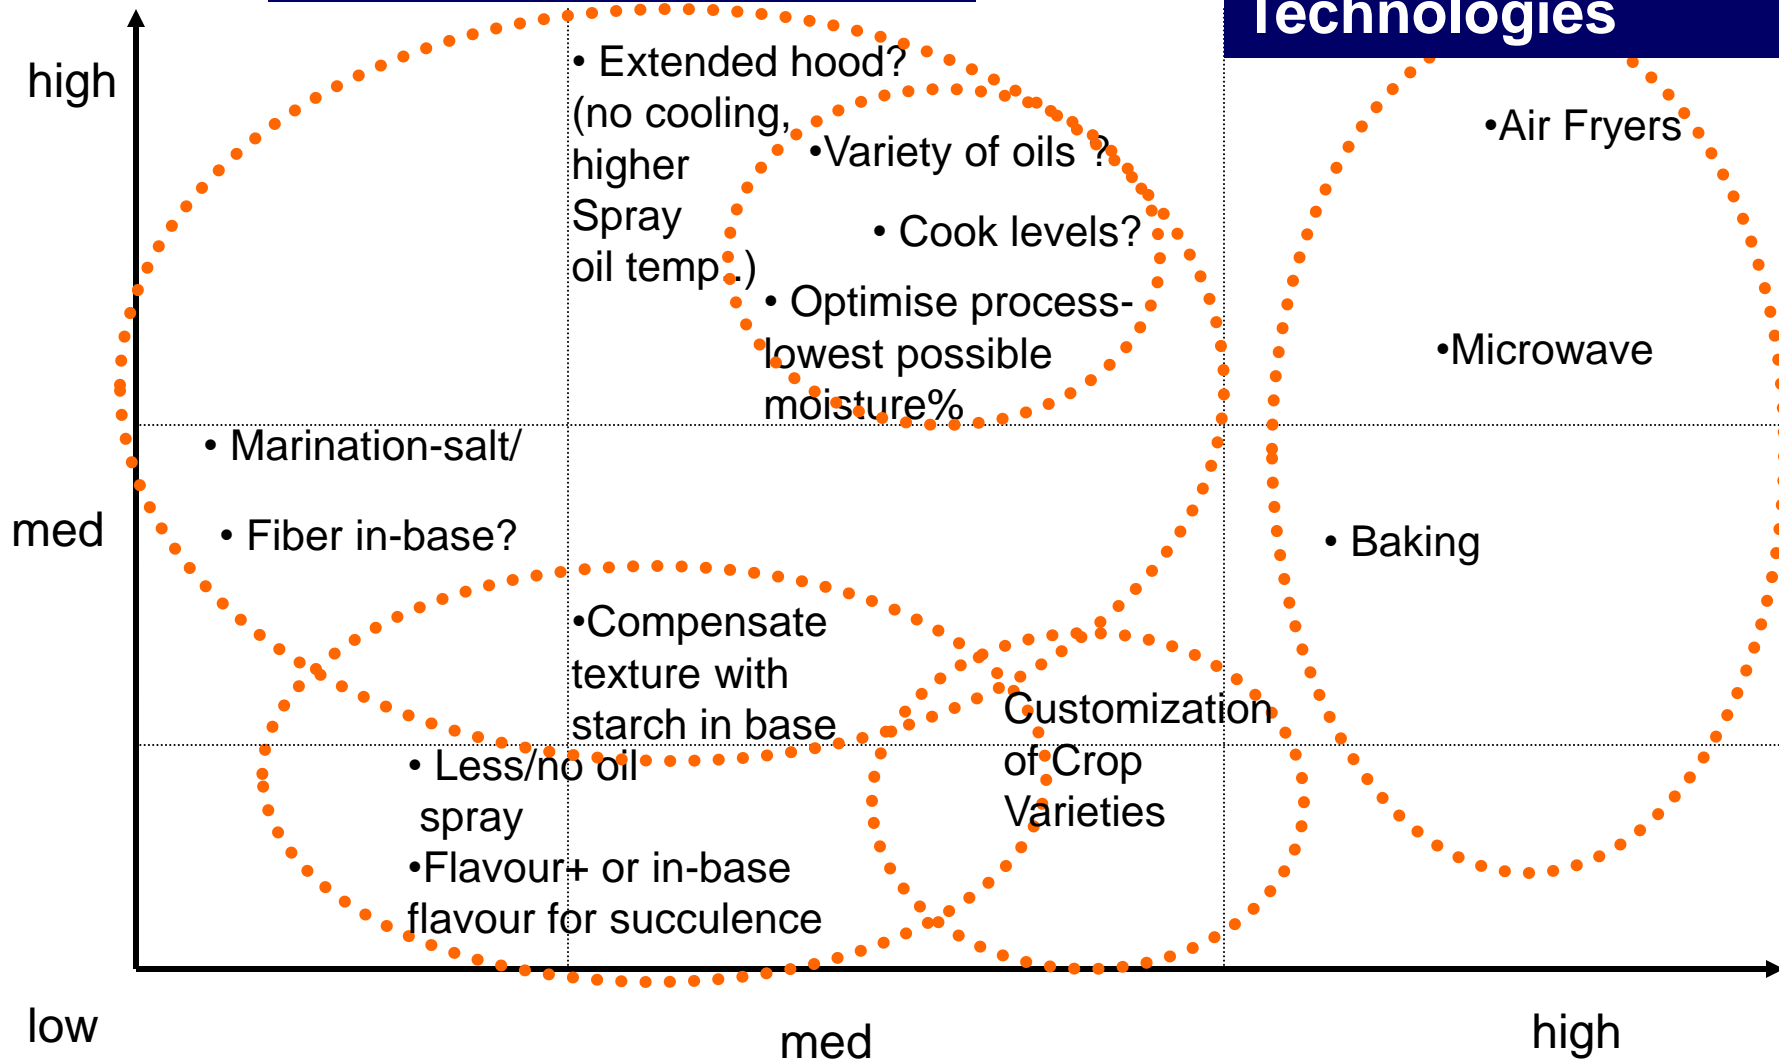 Technologies
high
• Extended hood?
(no cooling,
higher
Spray
oil temp..)
•Variety of oils ?
• Cook levels?
• Optimise process-
lowest possible
moisture%
•Air Fryers
•Microwave
• Marination-salt/
• Fiber in-base?
med
• Baking
•Compensate
texture with
starch in base
Customization
of Crop
Varieties
• Less/no oil
spray
•Flavour+ or in-base
flavour for succulence
low
med
high